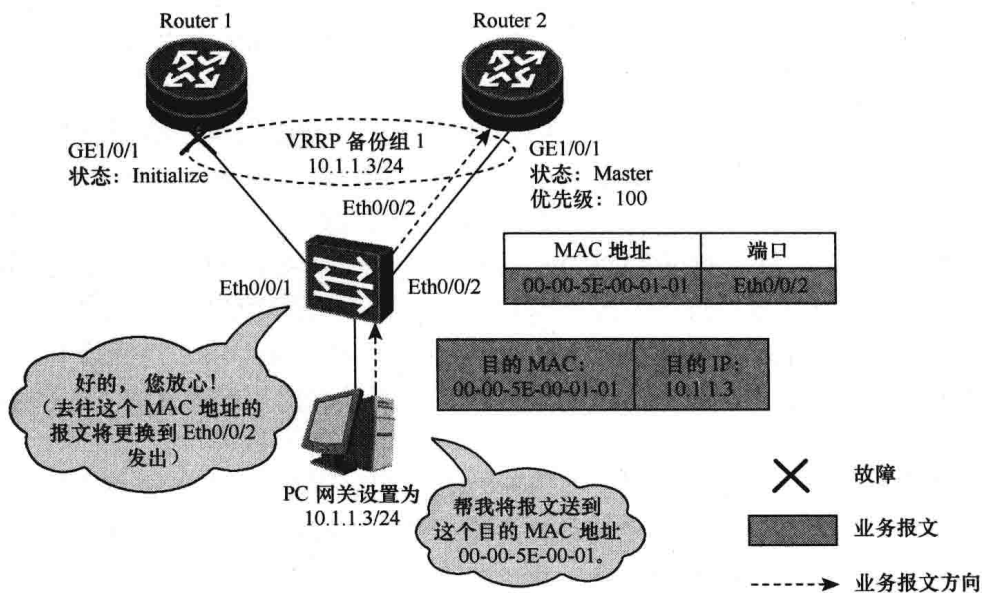 Router 1
Router 2
GE1/0/1
状态：Initialize
VRRP 备份组 1
10.1.1.3/24
GE1/0/1
状态：Master
优先级：100
Eth0/0/2
Eth0/0/1
Eth0/0/2
MAC 地址
端口
00-00-5E-00-01-01
Eth0/0/2
目的 MAC：
00-00-5E-00-01-01
目的 IP：
10.1.1.3
好的， 您放心！
（去往这个 MAC 地址的
报文将更换到 Eth0/0/2
发出）
PC 网关设置为
10.1.1.3/24
帮我将报文送到
这个目的 MAC 地址
00-00-5E-00-01。
故障
业务报文
业务报文方向